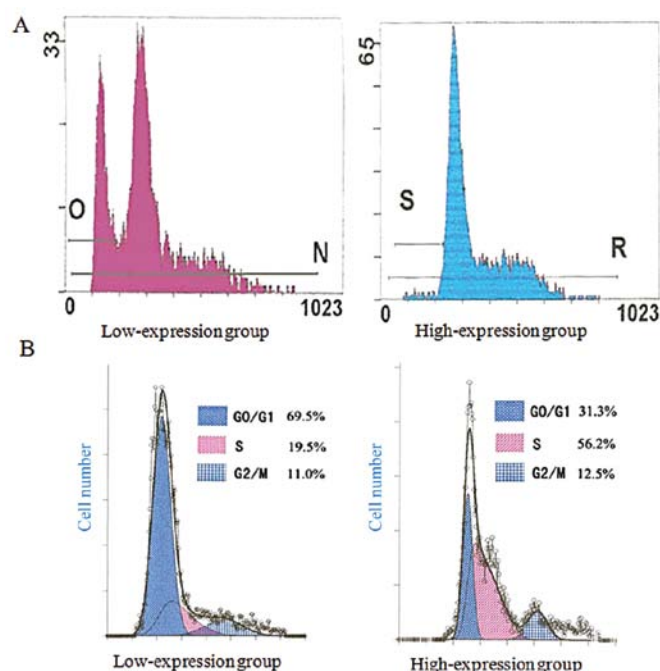 A
33
O
N
0
1023
Low-expression group
65
S
R
0
1023
High-expression group
B
Cell number
G0/G1 69.5%
S 19.5%
G2/M 11.0%
Low-expression group
Cell number
G0/G1 31.3%
S 56.2%
G2/M 12.5%
High-expression group